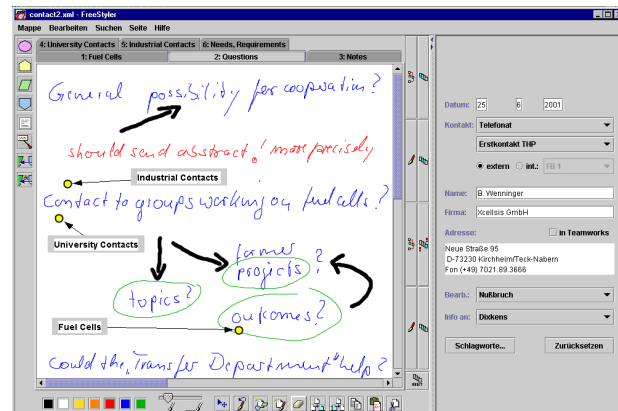 contact2.xml - FreeStyler
Mappe Bearbeiten Suchen Seite Hilfe
4: University Contacts 5: Industrial Contacts 6: Needs, Requirements
1: Fuel Cells 2: Questions 3: Notes
General possibility for cooperation?
should send abstract! more precisely
Industrial Contacts
Contact to groups working on fuel cells?
University Contacts
former
projects?
topics?
outcomes?
Fuel Cells
Could the "Transfer Department" help?
Datum: 25 6 2001
Kontakt: Telefonat
Erstkontakt THP
extern int.: FB 1
Name: B. Wenninger
Firma: Xcellsis GmbH
Adresse: in Teamworks
Neue Straße 95
D-73230 Kirchheim/Teck-Nabern
Fon (+49) 7021.89.3666
Bearb.: Nußbruch
Info an: Dixkens
Schlagworte... Zurücksetzen